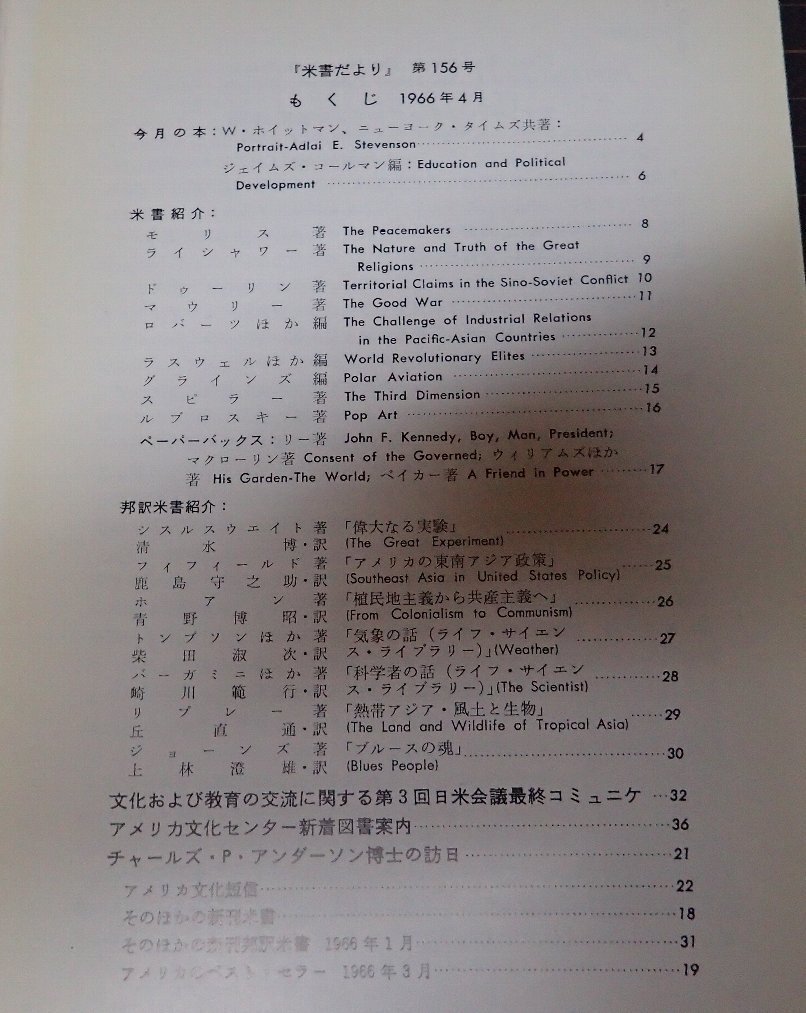 『米書だより』 第156号
もくじ 1966年4月
今月の本：W・ホイットマン、ニューヨーク・タイムズ共著：
Portrait-Adlai E. Stevenson 4
ジェイムズ・コールマン編：Education and Political
Development 6
米書紹介：
モリス著 The Peacemakers 8
ライシャワー著 The Nature and Truth of the Great
Religions 9
ドゥーリン著 Territorial Claims in the Sino-Soviet Conflict 10
マウリー著 The Good War 11
ロバーツほか編 The Challenge of Industrial Relations
in the Pacific-Asian Countries 12
ラスウェルほか編 World Revolutionary Elites 13
グラインズ編 Polar Aviation 14
スピラー著 The Third Dimension 15
ルブロスキー著 Pop Art 16
ペーパーバックス：リー著 John F. Kennedy, Boy, Man, President;
マクローリン著 Consent of the Governed; ウィリアムズほか
著 His Garden-The World; ベイカー著 A Friend in Power 17
邦訳米書紹介：
シスルスウエイト著 「偉大なる実験」 24
清水博・訳 (The Great Experiment)
フィフィールド著 「アメリカの東南アジア政策」 25
鹿島守之助・訳 (Southeast Asia in United States Policy)
ホアン著 「植民地主義から共産主義へ」 26
青野博昭・訳 (From Colonialism to Communism)
トンプソンほか著 「気象の話（ライフ・サイエン 27
柴田淑次・訳 ス・ライブラリー）」(Weather)
バーガミニほか著 「科学者の話（ライフ・サイエン 28
崎川範行・訳 ス・ライブラリー）」(The Scientist)
リプレー著 「熱帯アジア・風土と生物」 29
丘直通・訳 (The Land and Wildlife of Tropical Asia)
ジョーンズ著 「ブルースの魂」 30
上林澄雄・訳 (Blues People)
文化および教育の交流に関する第3回日米会議最終コミュニケ 32
アメリカ文化センター新着図書案内 36
チャールズ・P・アンダーソン博士の訪日 21
アメリカ文化短信 22
そのほかの新刊米書 18
そのほかの新刊邦訳米書 1966年1月 31
アメリカのベストセラー 1966年3月 19